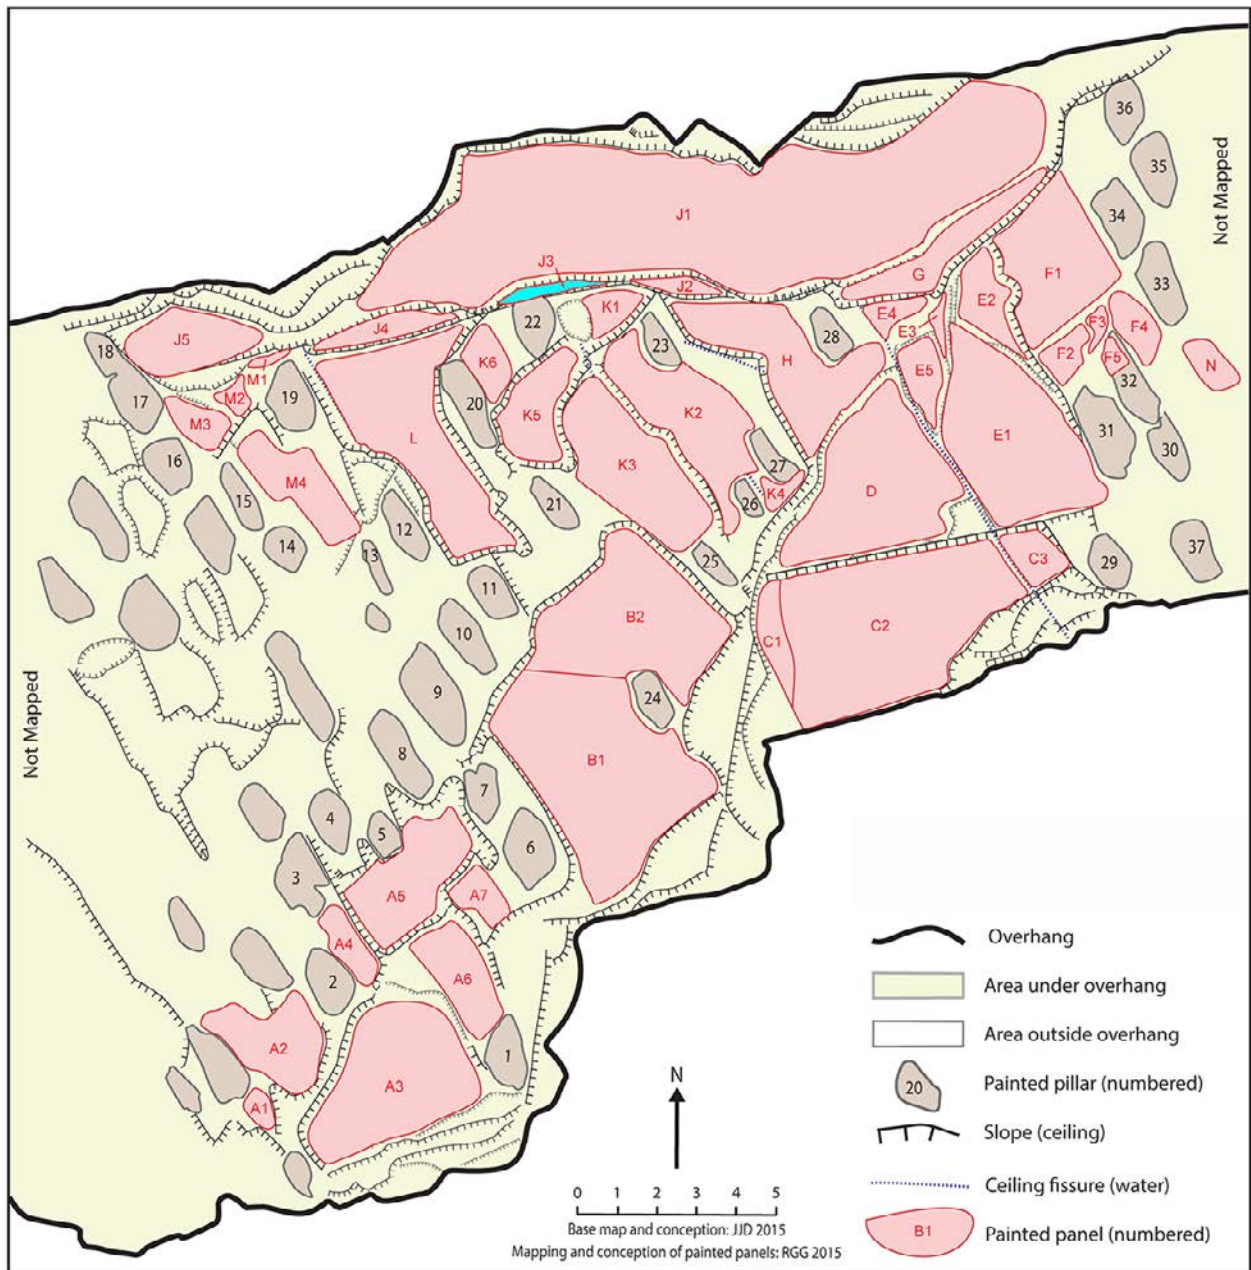 36
35
Not Mapped
34
J1
33
G
F1
J3
J2
E2
K1
E4
F3
F4
22
E3
J4
28
J5
23
F2
18
H
F5
N
M1
K6
E5
32
19
17
M2
20
K5
K2
M3
L
31
E1
30
16
K3
27
M4
D
K4
15
21
26
12
14
13
25
C3
37
29
11
B2
10
C1
C2
9
24
Not Mapped
8
B1
7
4
5
6
3
A5
A7
A4
2
A6
A2
1
A3
A1
Overhang
Area under overhang
Area outside overhang
20
Painted pillar (numbered)
N
Slope (ceiling)
Ceiling fissure (water)
0 1 2 3 4 5
B1
Painted panel (numbered)
Base map and conception: JJD 2015
Mapping and conception of painted panels: RGG 2015